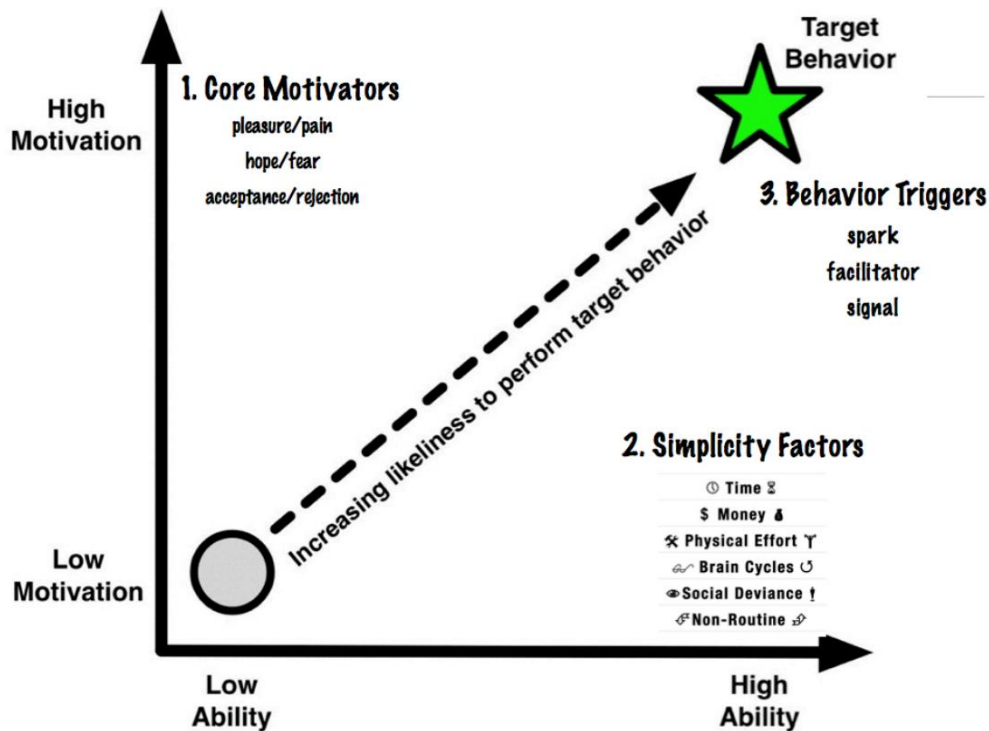 Target
Behavior
1. Core Motivators
pleasure/pain
hope/fear
acceptance/rejection
High
Motivation
3. Behavior Triggers
spark
facilitator
signal
Increasing likeliness to perform target behavior
2. Simplicity Factors
Time
$ Money
Physical Effort
Brain Cycles
Social Deviance
Non-Routine
Low
Motivation
Low
Ability
High
Ability